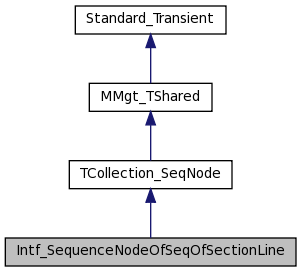 Standard_Transient
MMgt_TShared
TCollection_SeqNode
Intf_SequenceNodeOfSeqOfSectionLine